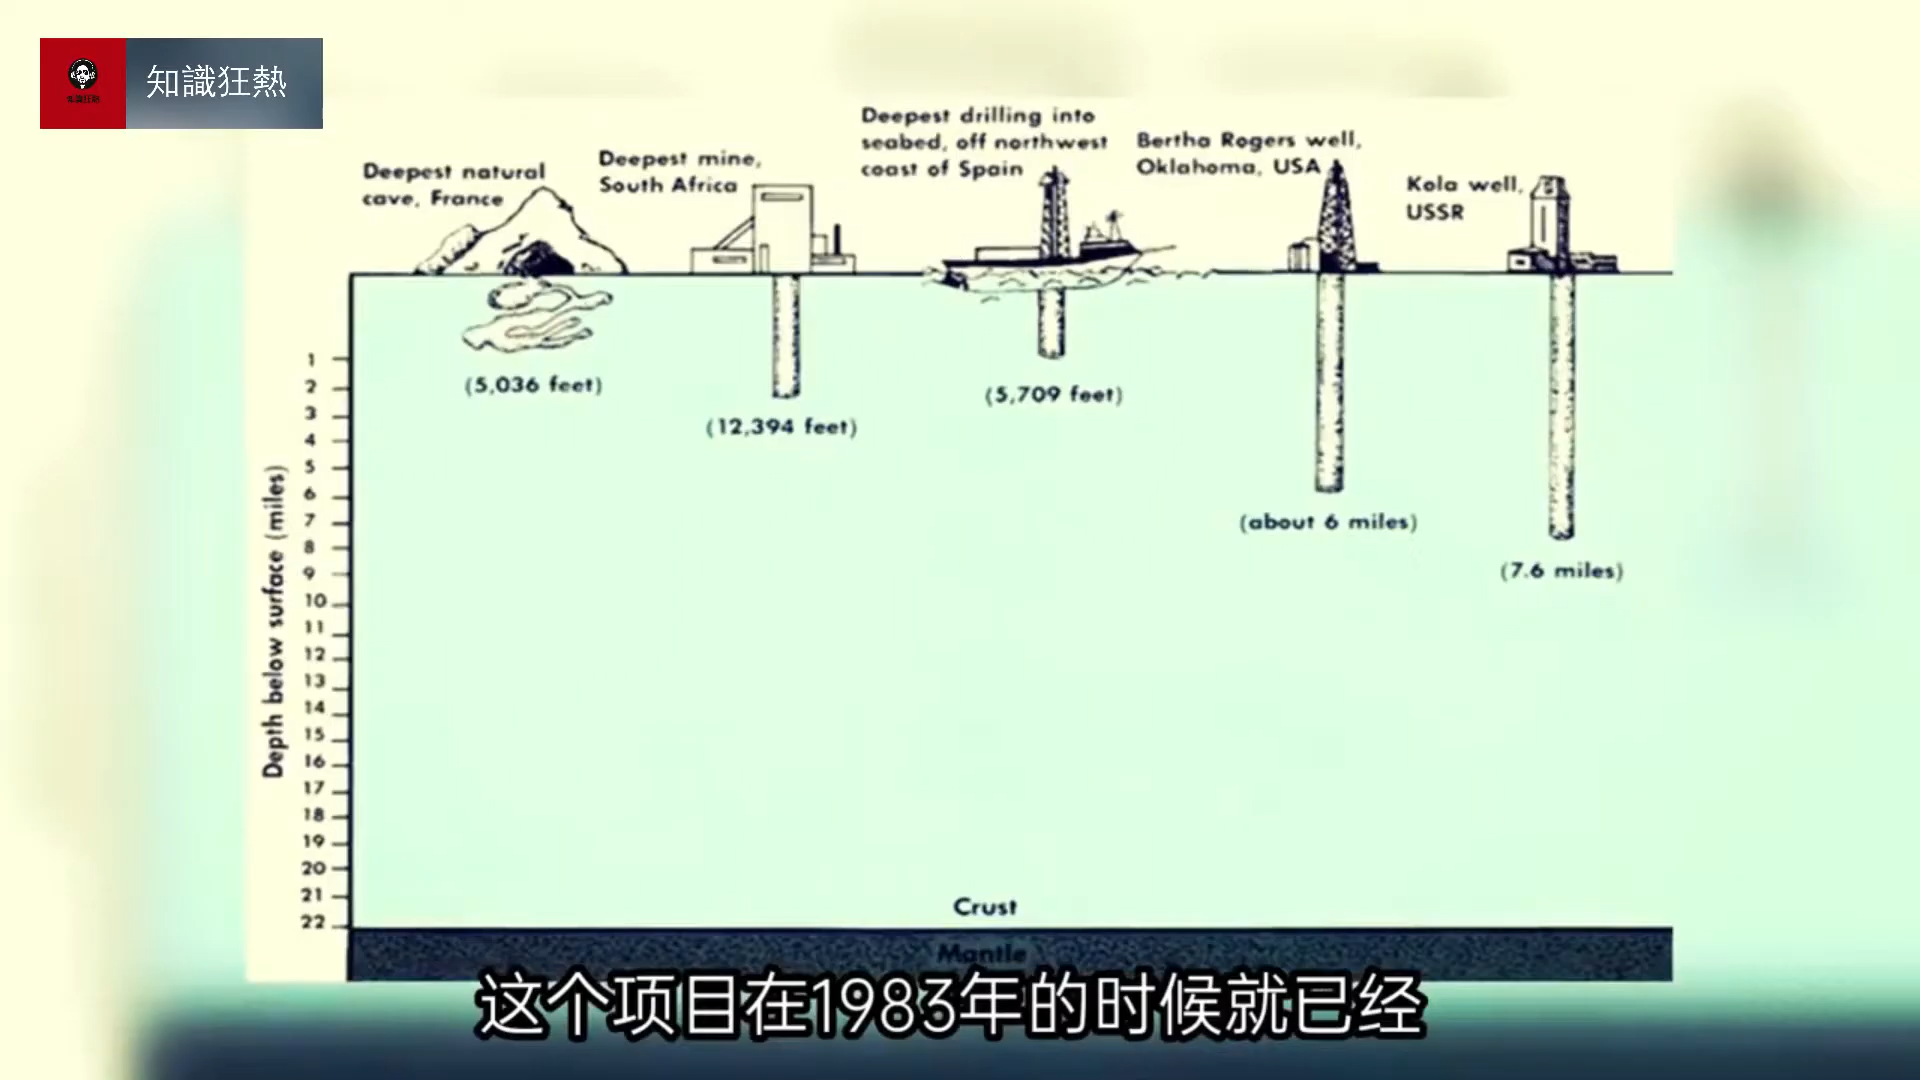 知識狂熱
Deepest natural
cave, France
Deepest mine,
South Africa
Deepest drilling into
seabed, off northwest
coast of Spain
Bertha Rogers well,
Oklahoma, USA
Kola well,
USSR
(5,036 feet)
(12,394 feet)
(5,709 feet)
(about 6 miles)
(7.6 miles)
Depth below surface (miles)
1
2
3
4
5
6
7
8
9
10
11
12
13
14
15
16
17
18
19
20
21
22
Crust
Mantle
这个项目在1983年的时候就已经